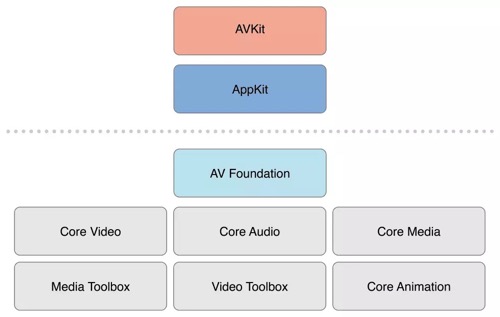 AVKit
AppKit
AV Foundation
Core Video
Core Audio
Core Media
Media Toolbox
Video Toolbox
Core Animation